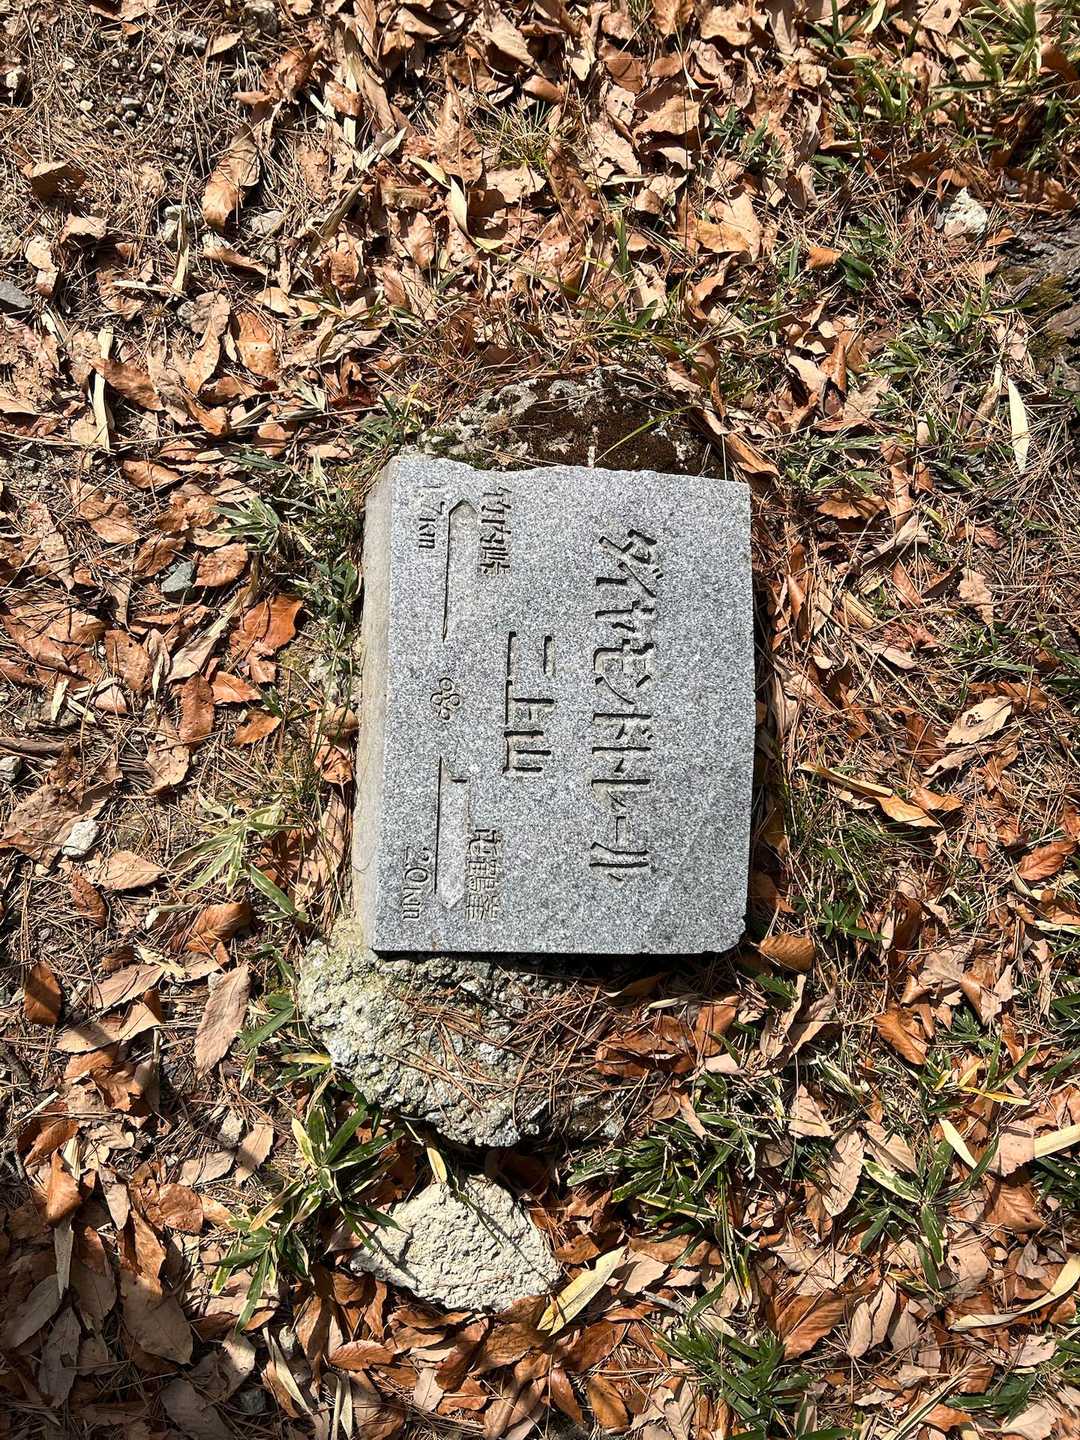 ダイヤモンドトレール
二上山
竹内峠 屯鶴峯
1.7km 2.0km